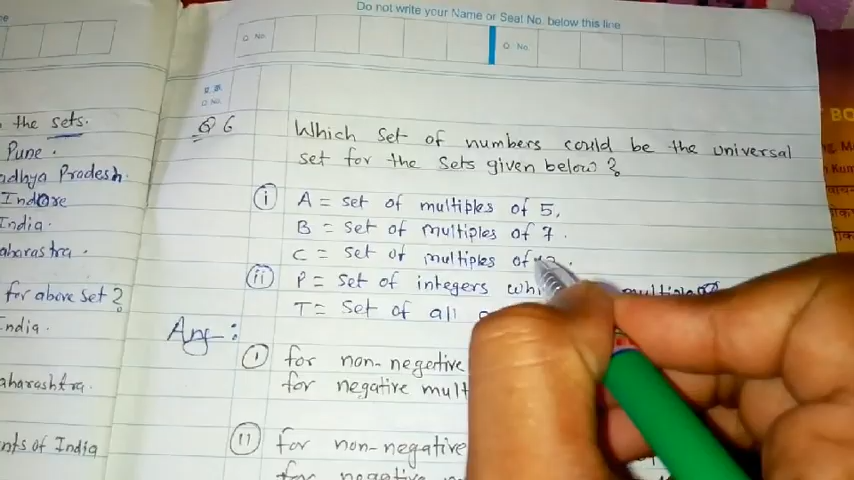 Do not write your Name or Seat No. below this line
No.
No.
the sets.
Pune.
adhya Pradesh.
Indore
India.
aharastra.
for above set?
India.
aharashtra.
nts of India
Q 6
Which set of numbers could be the universal
set for the sets given below?
i A = set of multiples of 5.
B = set of multiples of 7.
C = set of multiples of
ii P = set of integers
T = set of all
Ans:
I for non-negative
for negative mult
II for non-negative
for negative